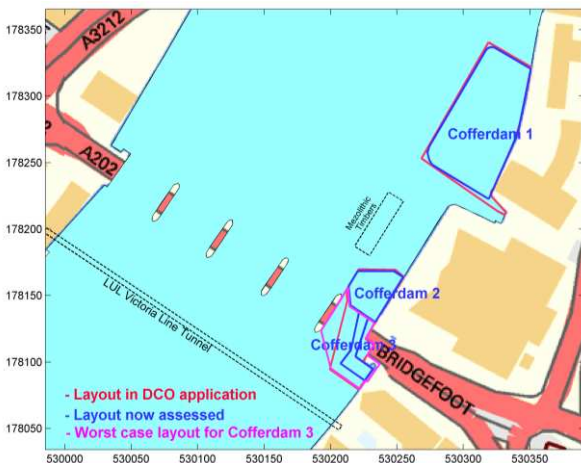 178365
178300
178250
178200
178150
178100
178050
530000
530050
530100
530150
530200
530250
530300
530350
A3212
A202
Cofferdam 1
Mezolithic
Timbers
Cofferdam 2
Cofferdam 3
LUL Victoria Line Tunnel
BRIDGEFOOT
- Layout in DCO application
- Layout now assessed
- Worst case layout for Cofferdam 3